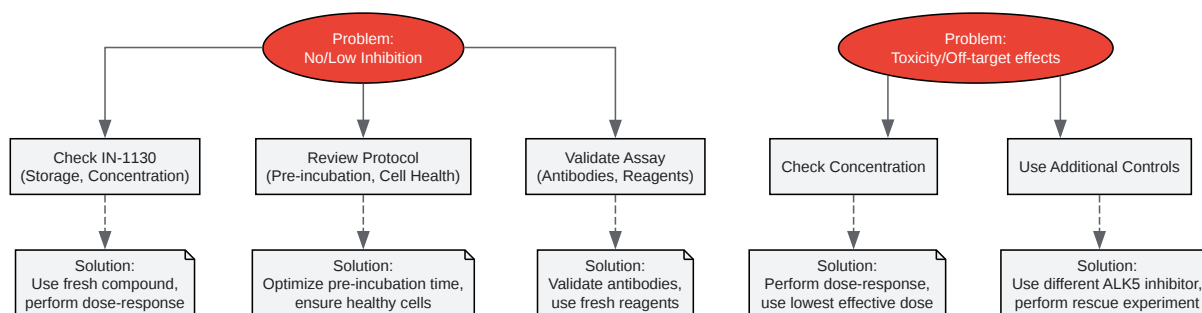 Problem:
No/Low Inhibition
Problem:
Toxicity/Off-target effects
Check IN-1130
(Storage, Concentration)
Review Protocol
(Pre-incubation, Cell Health)
Validate Assay
(Antibodies, Reagents)
Check Concentration
Use Additional Controls
Solution:
Use fresh compound,
perform dose-response
Solution:
Optimize pre-incubation time,
ensure healthy cells
Solution:
Validate antibodies,
use fresh reagents
Solution:
Perform dose-response,
use lowest effective dose
Solution:
Use different ALK5 inhibitor,
perform rescue experiment